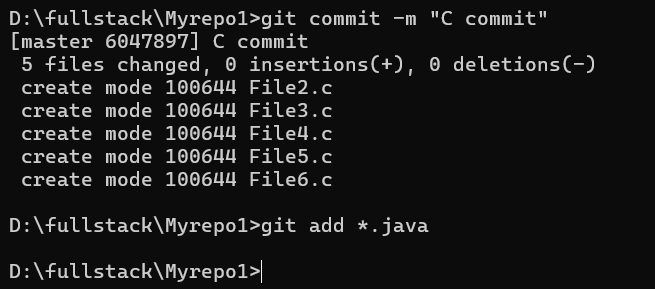 D:\fullstack\Myrepo1>git commit -m "C commit"
[master 6047897] C commit
 5 files changed, 0 insertions(+), 0 deletions(-)
 create mode 100644 File2.c
 create mode 100644 File3.c
 create mode 100644 File4.c
 create mode 100644 File5.c
 create mode 100644 File6.c
D:\fullstack\Myrepo1>git add *.java
D:\fullstack\Myrepo1>